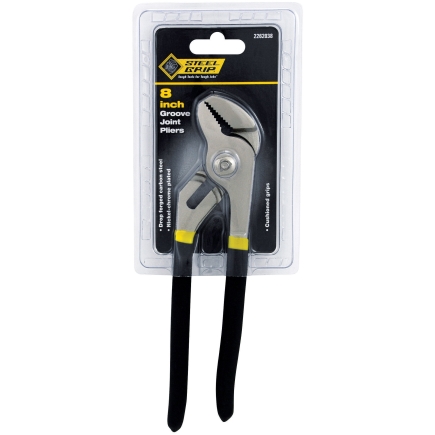 2262038
STEEL
GRIP
Tough Tools for Tough Jobs
8
inch
Groove
Joint
Pliers
• Drop forged carbon steel
• Nickel-chrome plated
• Cushioned grips